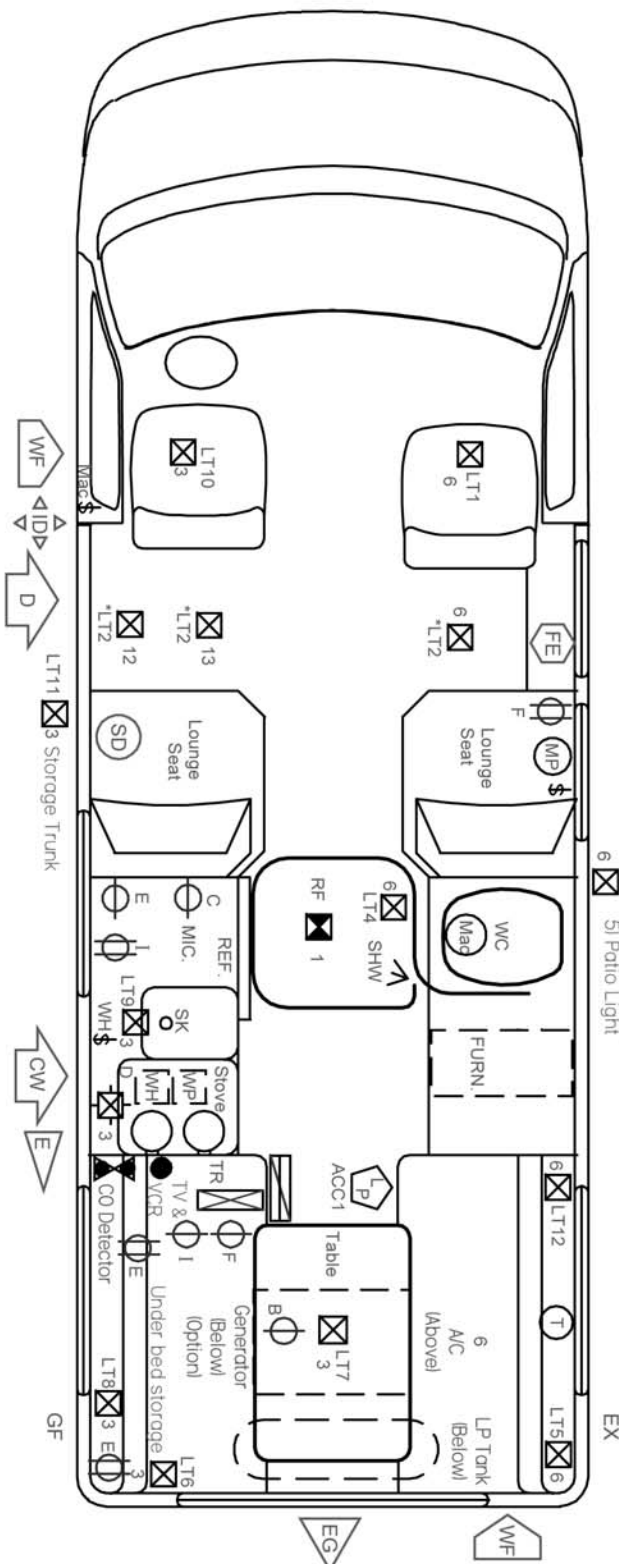 WF
Mac $
ID
D
LT10
3
LT1
6
*LT2
12
*LT2
13
*LT2
6
FE
LT11
3 Storage Trunk
SD
Lounge
Seat
Lounge
Seat
F
MP
$
6
5) Patio Light
E
C
I
MIC.
REF.
RF
1
6
LT4
SHW
WC
Mac
LT9
3
WH $
SK
CW
E
D
3
WH
WP
Stove
FURN.
CO Detector
TV &
VCR
TR
E
I
F
LP
ACC1
6
LT12
T
Table
B
LT7
3
Under bed storage
Generator
(Below)
(Option)
6
A/C
(Above)
LP Tank
(Below)
LT8
3
E
3
LT6
LT5
6
GF
EX
EG
WF